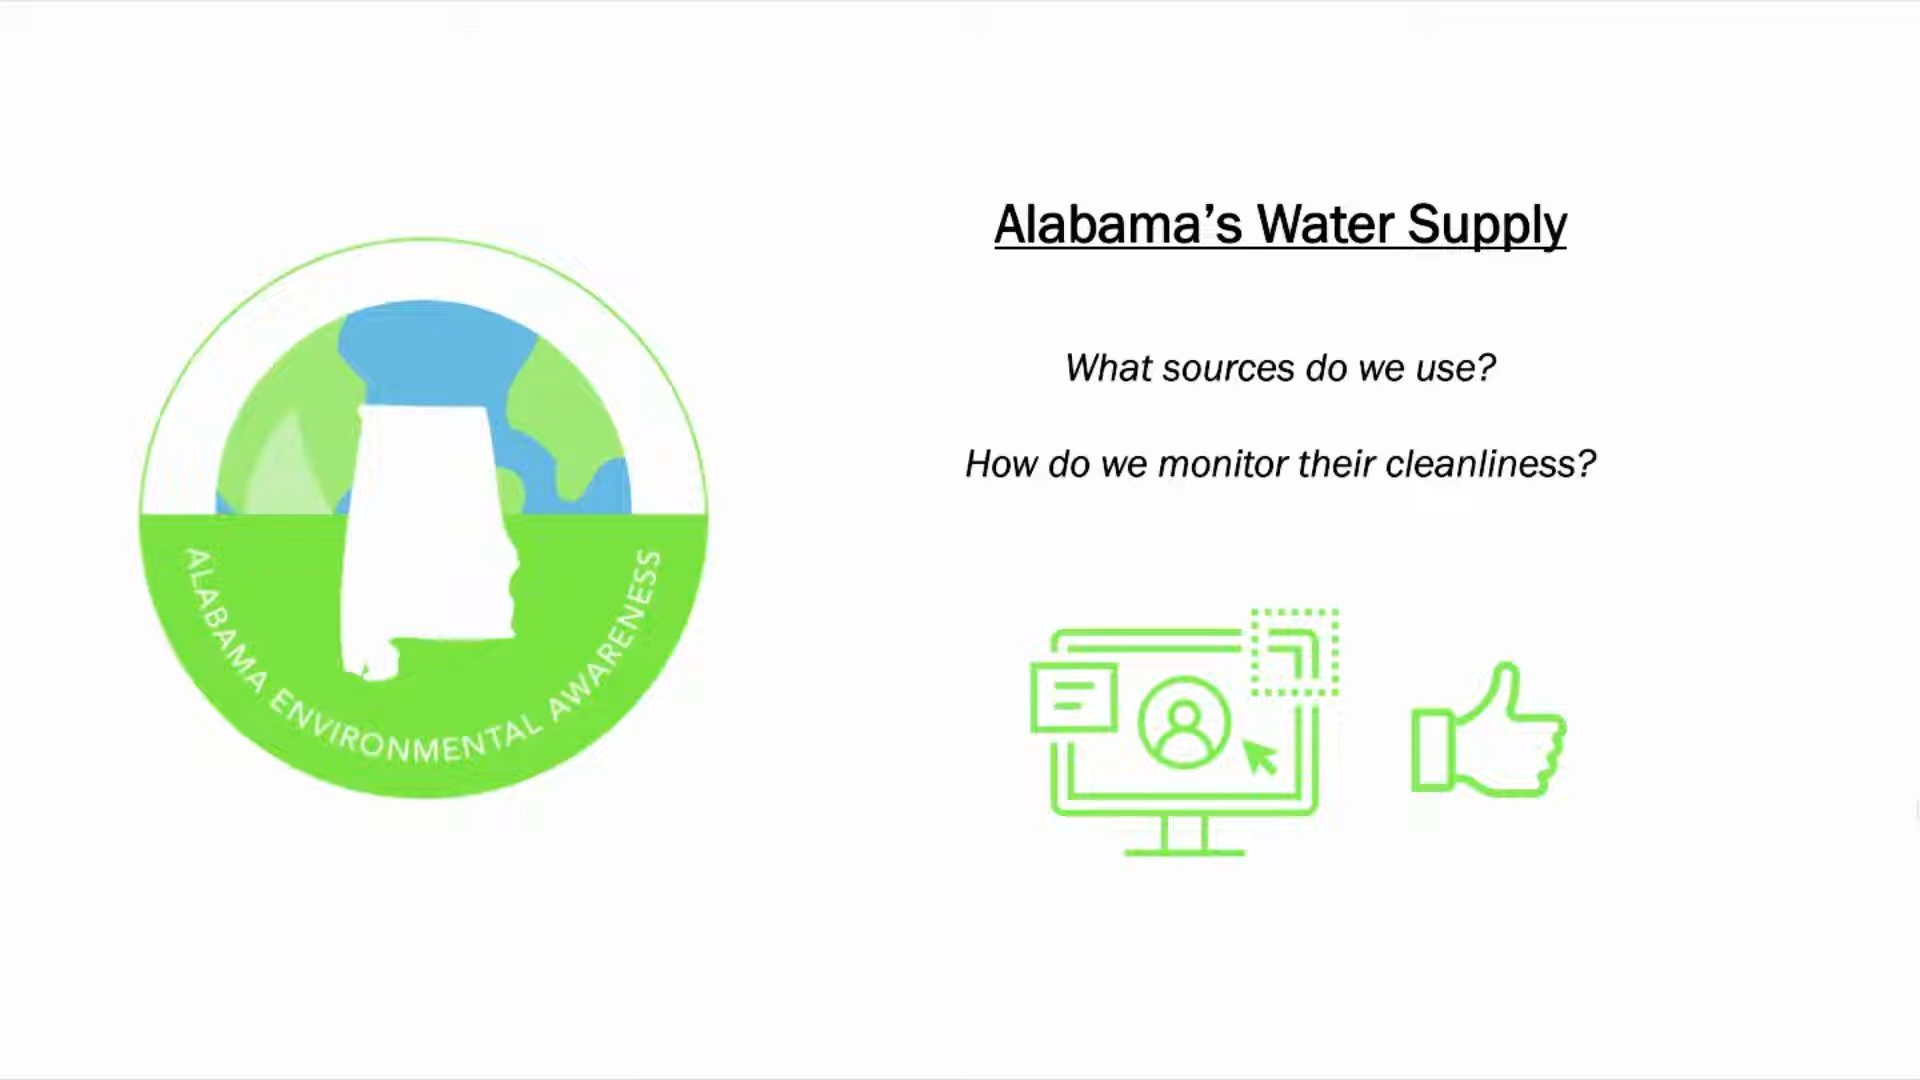 Alabama’s Water Supply
What sources do we use?
How do we monitor their cleanliness?
ALABAMA ENVIRONMENTAL AWARENESS